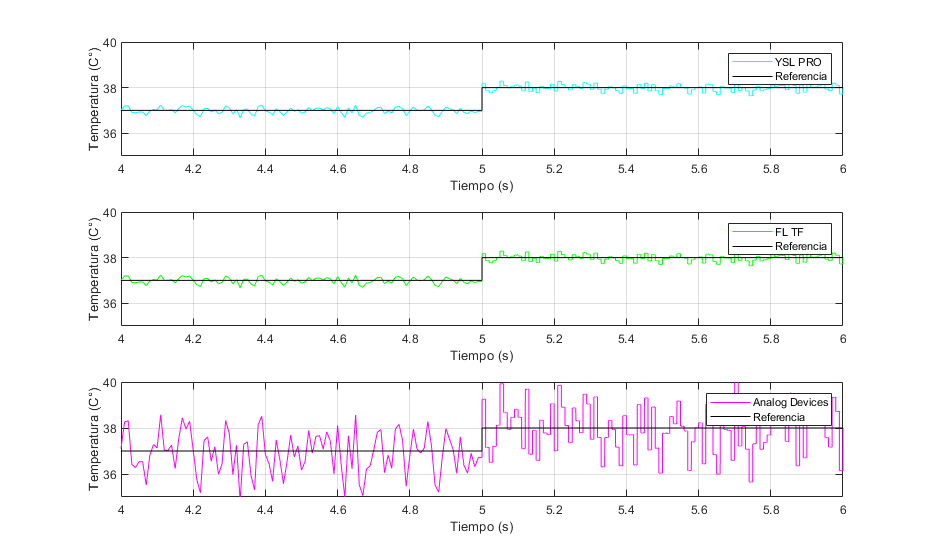 40
38
36
Temperatura (C°)
YSL PRO
Referencia
4 4.2 4.4 4.6 4.8 5 5.2 5.4 5.6 5.8 6
Tiempo (s)
40
38
36
Temperatura (C°)
FL TF
Referencia
4 4.2 4.4 4.6 4.8 5 5.2 5.4 5.6 5.8 6
Tiempo (s)
40
38
36
Temperatura (C°)
Analog Devices
Referencia
4 4.2 4.4 4.6 4.8 5 5.2 5.4 5.6 5.8 6
Tiempo (s)